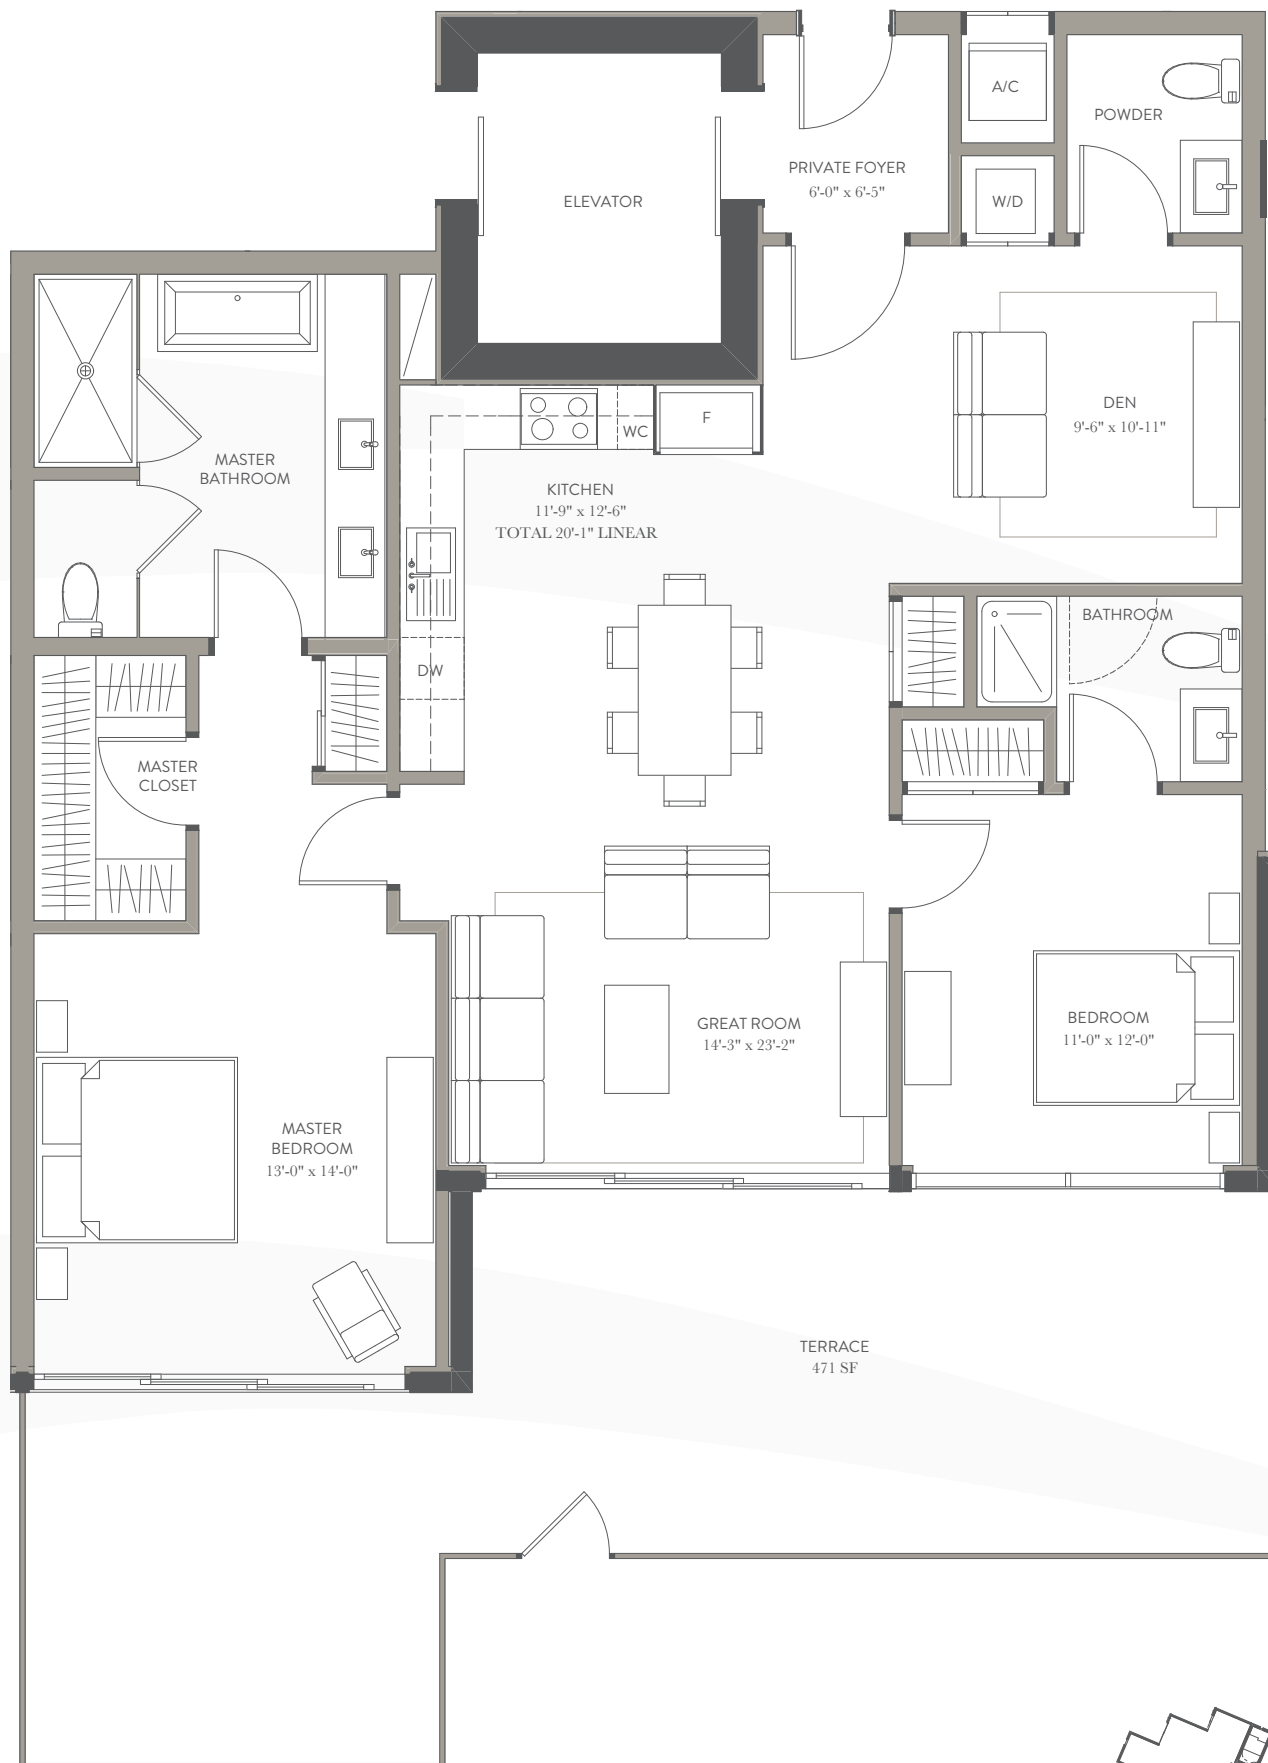 A/C
POWDER
PRIVATE FOYER
6'-0" x 6'-5"
ELEVATOR
W/D
DEN
9'-6" x 10'-11"
WC
F
MASTER
BATHROOM
KITCHEN
11'-9" x 12'-6"
TOTAL 20'-1" LINEAR
BATHROOM
DW
MASTER
CLOSET
GREAT ROOM
14'-3" x 23'-2"
BEDROOM
11'-0" x 12'-0"
MASTER
BEDROOM
13'-0" x 14'-0"
TERRACE
471 SF